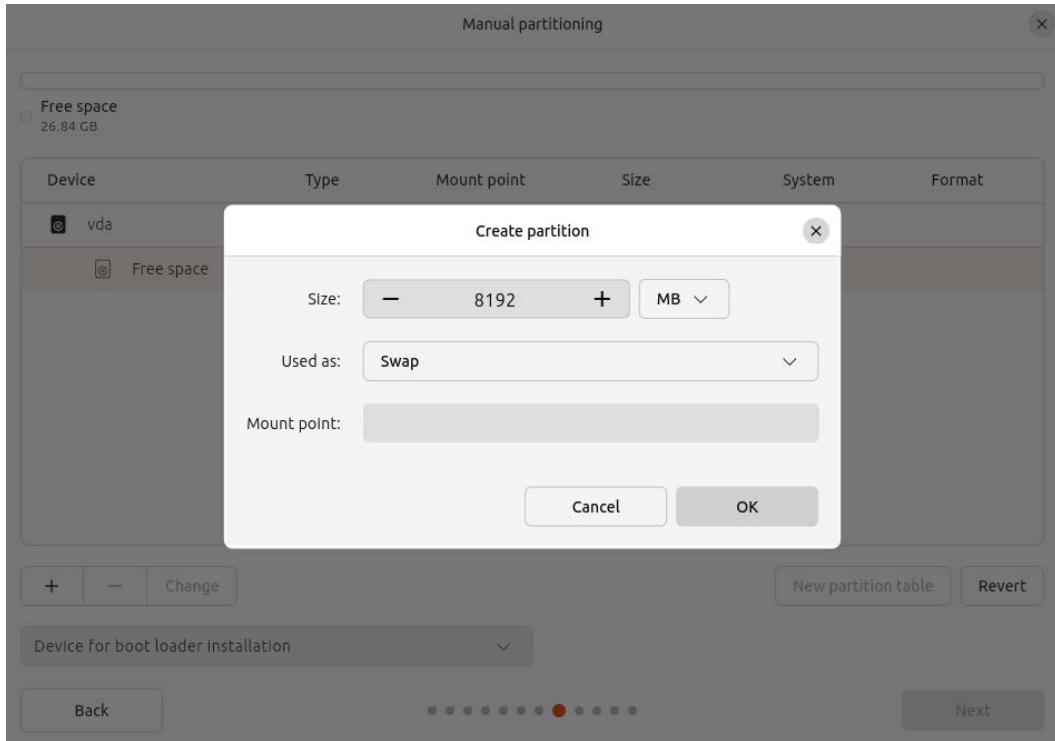 Manual partitioning
Free space
26.84 GB
Device Type Mount point Size System Format
vda
Free space
Create partition
Size: 8192 MB
Used as: Swap
Mount point:
Cancel OK
+ − Change New partition table Revert
Device for boot loader installation
Back Next